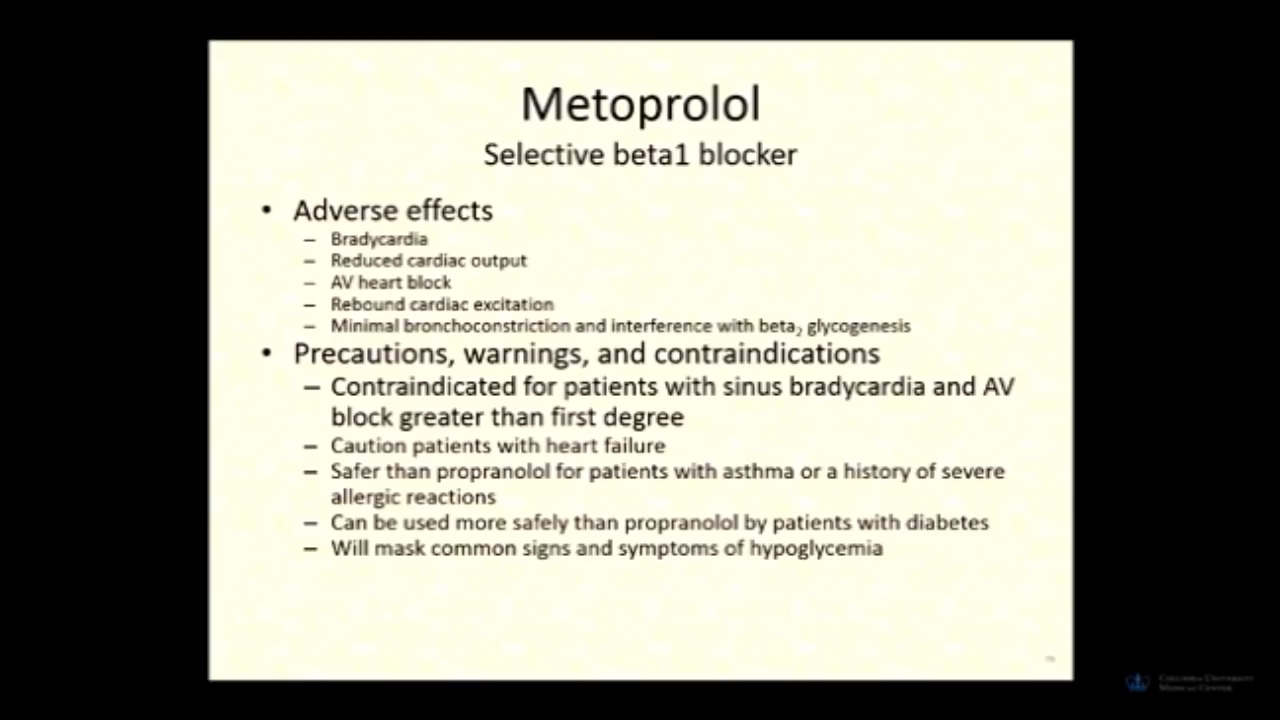 Metoprolol
Selective beta1 blocker
• Adverse effects
– Bradycardia
– Reduced cardiac output
– AV heart block
– Rebound cardiac excitation
– Minimal bronchoconstriction and interference with beta₂ glycogenesis
• Precautions, warnings, and contraindications
– Contraindicated for patients with sinus bradycardia and AV
block greater than first degree
– Caution patients with heart failure
– Safer than propranolol for patients with asthma or a history of severe
allergic reactions
– Can be used more safely than propranolol by patients with diabetes
– Will mask common signs and symptoms of hypoglycemia
Columbia University
Medical Center